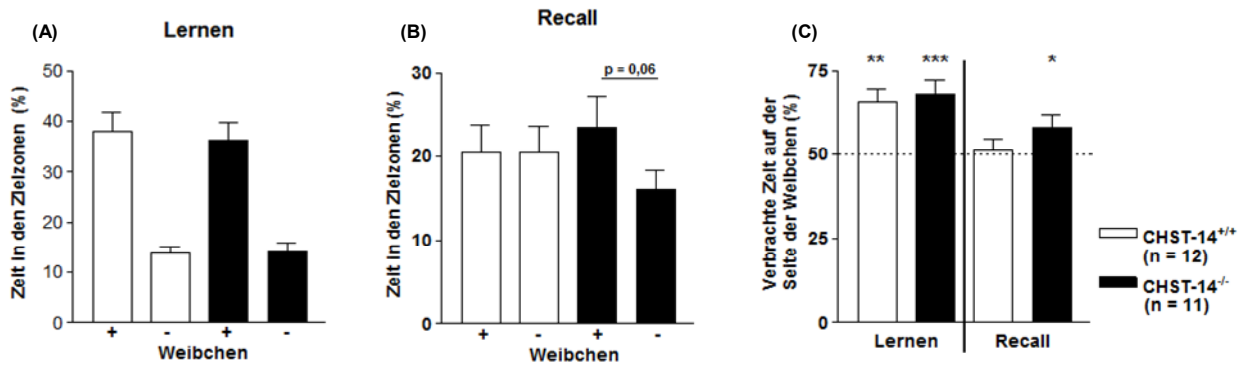 (A)
Lernen
Zeit in den Zielzonen (%)
50
40
30
20
10
0
+ - + -
Weibchen
(B)
Recall
p = 0,06
Zeit in den Zielzonen (%)
30
20
10
0
+ - + -
Weibchen
(C)
** *** *
Verbrachte Zeit auf der
Seite der Weibchen (%)
75
50
25
0
Lernen Recall
CHST-14+/+
(n = 12)
CHST-14-/-
(n = 11)